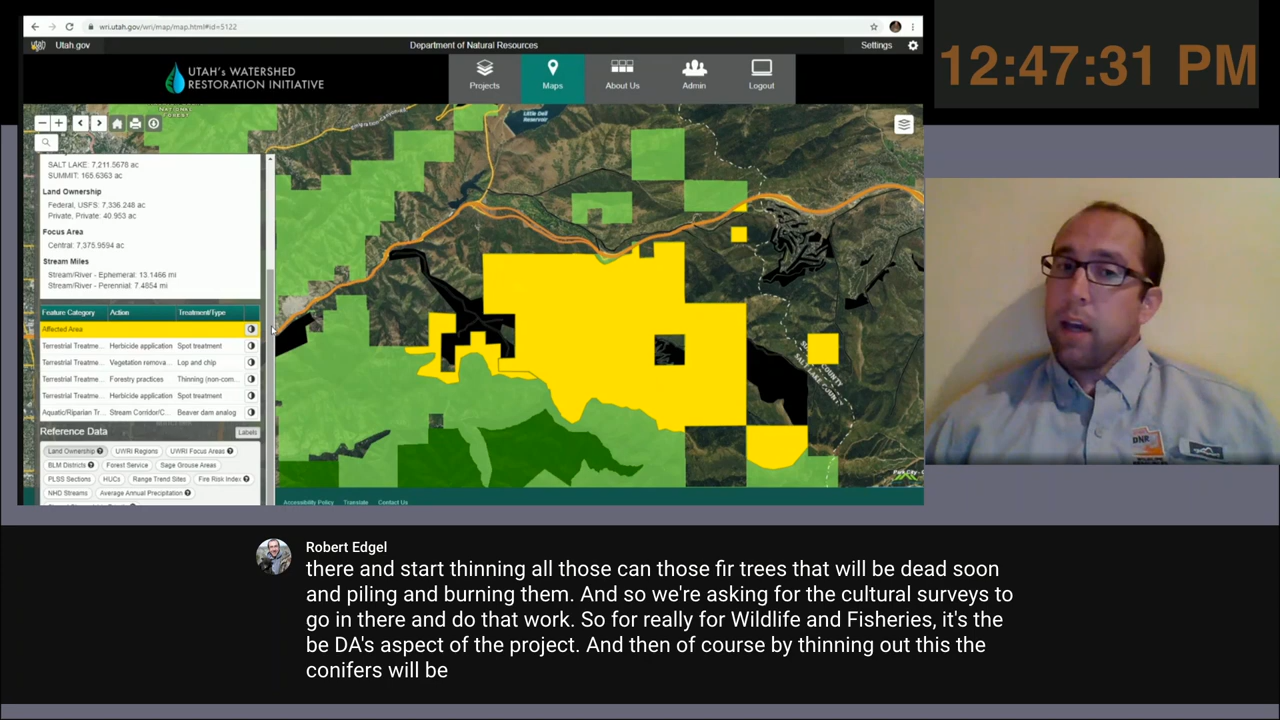 wri.utah.gov/wri/map/map.html#id=5122
12:47:31 PM
Utah.gov
Department of Natural Resources
Settings
UTAH's WATERSHED
RESTORATION INITIATIVE
Projects
Maps
About Us
Admin
Logout
Little Dell
Reservoir
SALT LAKE: 7,211.5678 ac
SUMMIT: 165.6363 ac
Land Ownership
Federal, USFS: 7,336.248 ac
Private, Private: 40.953 ac
Focus Area
Central: 7,375.9594 ac
Stream Miles
Stream/River - Ephemeral: 13.1466 mi
Stream/River - Perennial: 7.4854 mi
Feature Category Action Treatment/Type
Affected Area
Terrestrial Treatme... Herbicide application Spot treatment
Terrestrial Treatme... Vegetation remova... Lop and chip
Terrestrial Treatme... Forestry practices Thinning (non-com...
Terrestrial Treatme... Herbicide application Spot treatment
Aquatic/Riparian Tr... Stream Corridor/C... Beaver dam analog
Reference Data Labels
Land Ownership ? UWRI Regions UWRI Focus Areas ?
BLM Districts ? Forest Service Sage Grouse Areas
PLSS Sections HUCs Range Trend Sites Fire Risk Index ?
NHD Streams Average Annual Precipitation ?
Accessibility Policy Translate Contact Us
DNR
Robert Edgel
there and start thinning all those can those fir trees that will be dead soon
and piling and burning them. And so we're asking for the cultural surveys to
go in there and do that work. So for really for Wildlife and Fisheries, it's the
be DA's aspect of the project. And then of course by thinning out this the
conifers will be